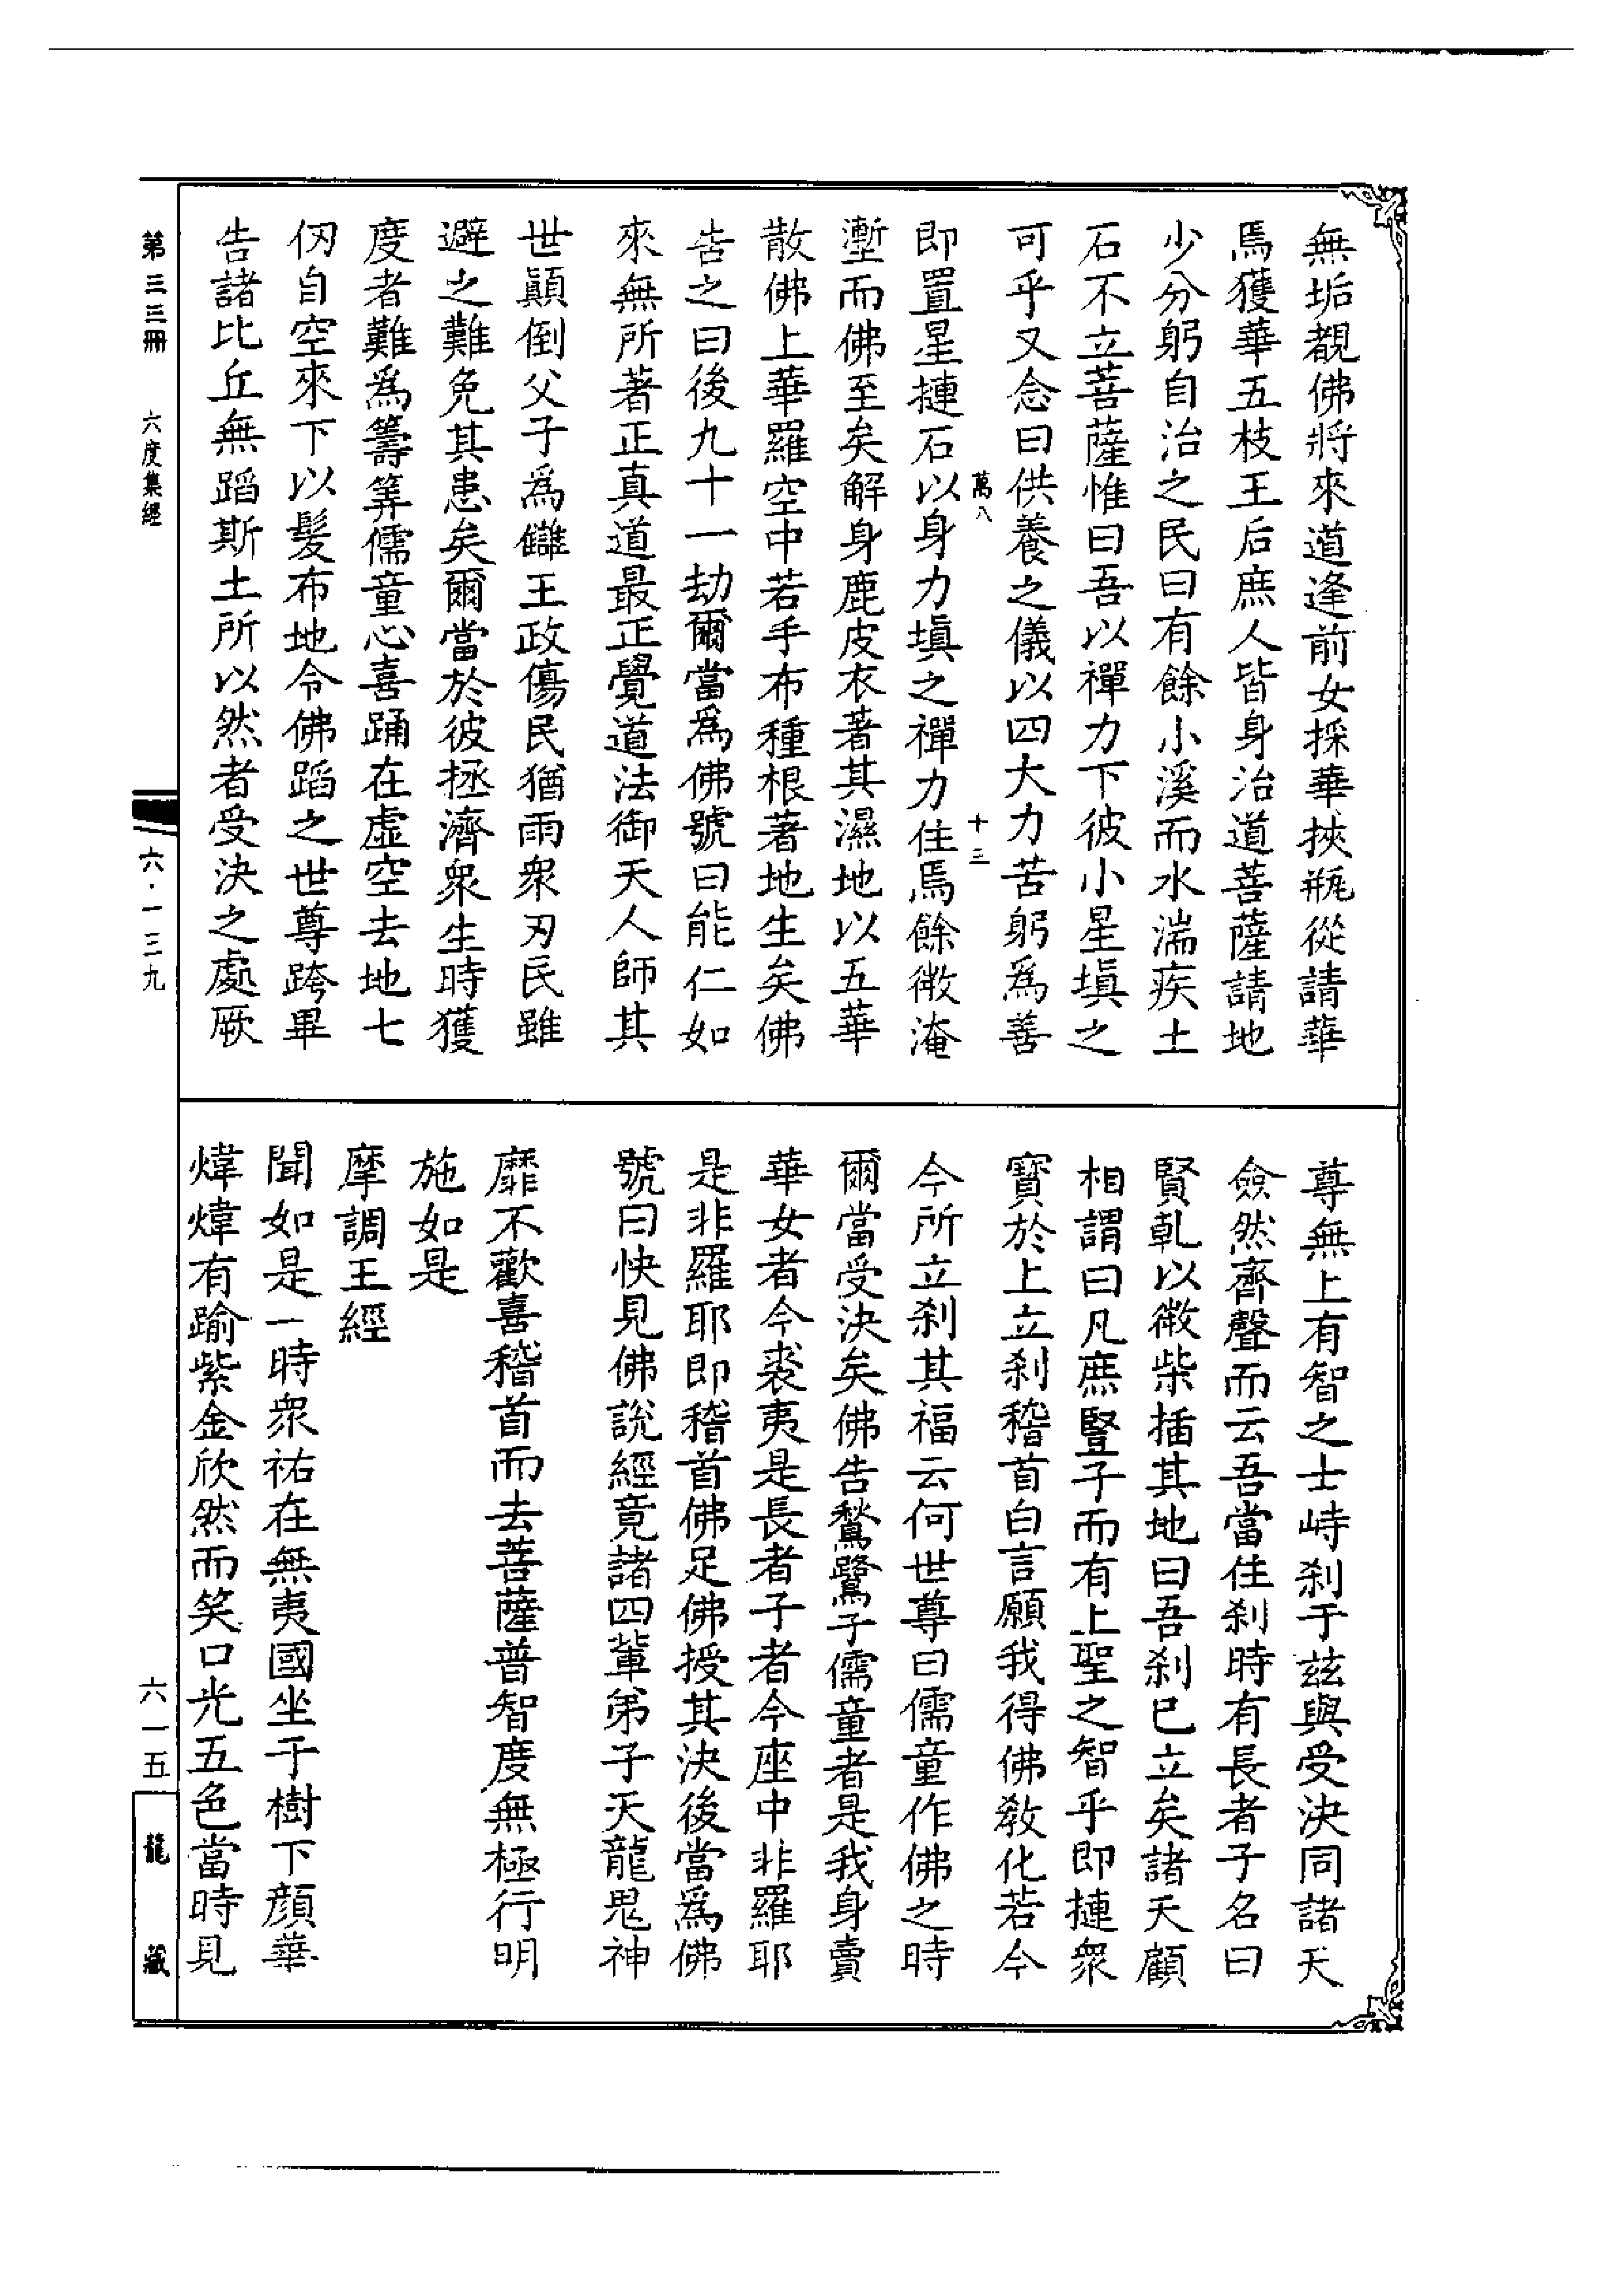 無垢覩佛將來道逢前女採華挾瓶從請華
焉獲華五枝王后庶人皆身治道菩薩請地
少分躬自治之民曰有餘小溪而水湍疾土
石不立菩薩惟曰吾以禪力下彼小星填之
可乎又念曰供養之儀以四大力苦躬為善
萬八
十三
即置星摙石以身力填之禪力住焉餘微淹
壍而佛至矣解身鹿皮衣著其濕地以五華
散佛上華羅空中若手布種根著地生矣佛
告之曰後九十一劫爾當為佛號曰能仁如
來無所著正真道最正覺道法御天人師其
世顛倒父子為讎王政傷民猶雨眾刃民雖
避之難免其患矣爾當於彼拯濟眾生時獲
度者難為籌筭儒童心喜踊在虛空去地七
仞自空來下以髮布地令佛蹈之世尊跨畢
告諸比丘無蹈斯土所以然者受決之處厥
尊無上有智之士峙剎于茲與受決同諸天
僉然齊聲而云吾當住剎時有長者子名曰
賢乹以微柴插其地曰吾剎已立矣諸天顧
相謂曰凡庶豎子而有上聖之智乎即摙眾
寶於上立剎稽首白言願我得佛教化若今
今所立剎其福云何世尊曰儒童作佛之時
爾當受決矣佛告鶖鷺子儒童者是我身賣
華女者今裘夷是長者子者今座中非羅耶
是非羅耶即稽首佛足佛授其決後當為佛
號曰快見佛說經竟諸四輩弟子天龍鬼神
靡不歡喜稽首而去菩薩普智度無極行明
施如是
摩調王經
聞如是一時眾祐在無夷國坐于樹下顏華
煒煒有踰紫金欣然而笑口光五色當時見
第三三冊
六度集經
六·一三九
六一五
龍藏